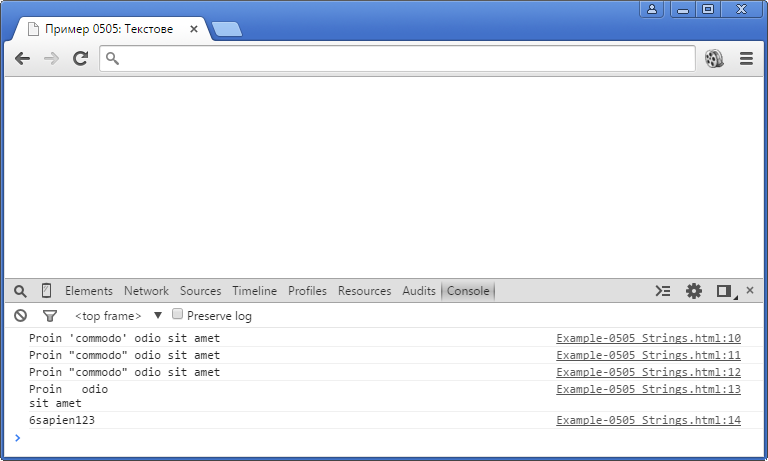 Пример 0505: Текстове
Elements Network Sources Timeline Profiles Resources Audits Console
<top frame> Preserve log
Proin 'commodo' odio sit amet Example-0505 Strings.html:10
Proin "commodo" odio sit amet Example-0505 Strings.html:11
Proin "commodo" odio sit amet Example-0505 Strings.html:12
Proin   odio Example-0505 Strings.html:13
sit amet
6sapien123 Example-0505 Strings.html:14